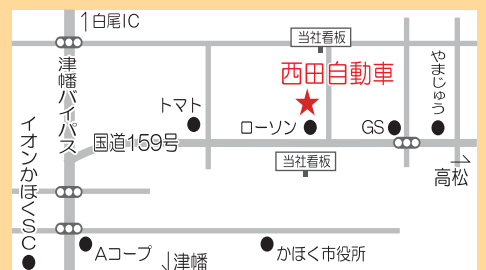 白尾IC
当社看板
津幡バイパス
西田自動車
やまじゅう
トマト
ローソン
GS
国道159号
イオンかほくSC
当社看板
高松
Aコープ
津幡
かほく市役所